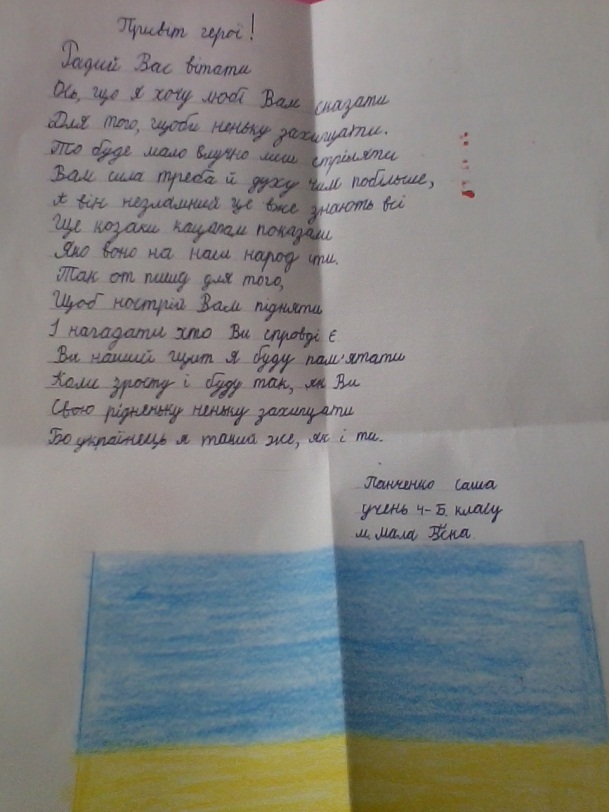 Привіт герої!
Радий Вас вітати
Ось, що я хочу любі Вам сказати
Для того, щоби неньку захищати.
То буде мало влучно лиш стріляти
Вам сила треба й духу чим побільше,
А він незламний це вже знають всі
Ще козаки кацапам показали
Яко воно на наш народ іти.
Так от пишу для того,
Щоб нострій Вам підняти
І нагадати хто Ви справді є
Ви наший щит я буду пам'ятати
Коли зросту і буду так, як Ви
Свою рідненьку неньку захищати
Бо українець я такий же, як і ти.
Панченко Саша
учень 4-Б класу
м. Мала Віска